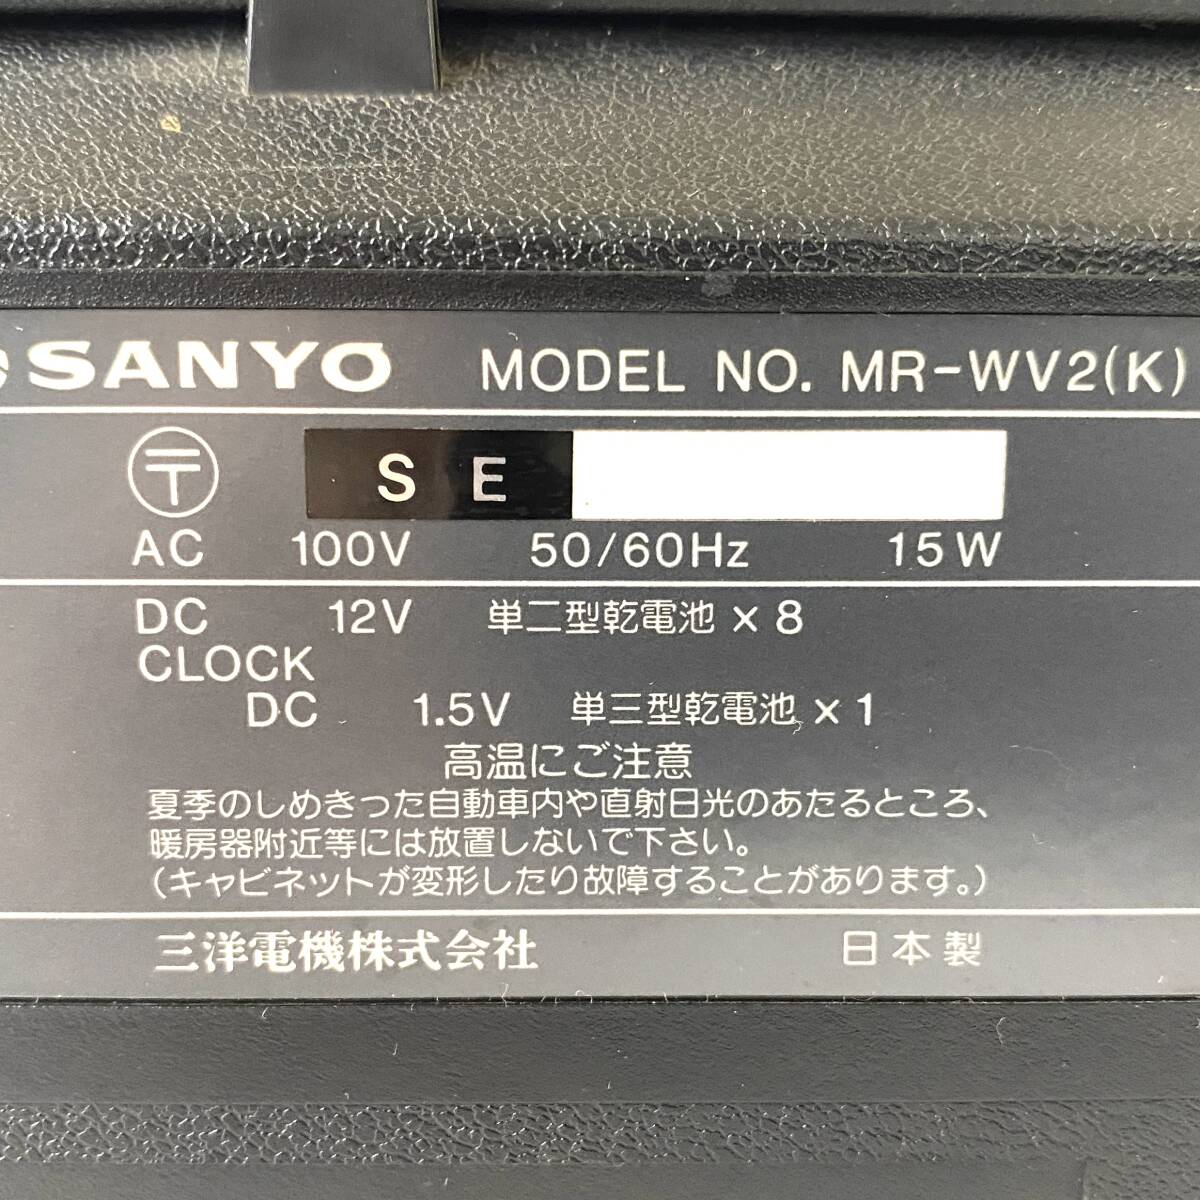 SANYO MODEL NO. MR-WV2(K)
〒
S E
AC 100V 50/60Hz 15W
DC 12V 単二型乾電池 × 8
CLOCK
DC 1.5V 単三型乾電池 × 1
高温にご注意
夏季のしめきった自動車内や直射日光のあたるところ、
暖房器附近等には放置しないで下さい。
(キャビネットが変形したり故障することがあります。)
三洋電機株式会社 日本製